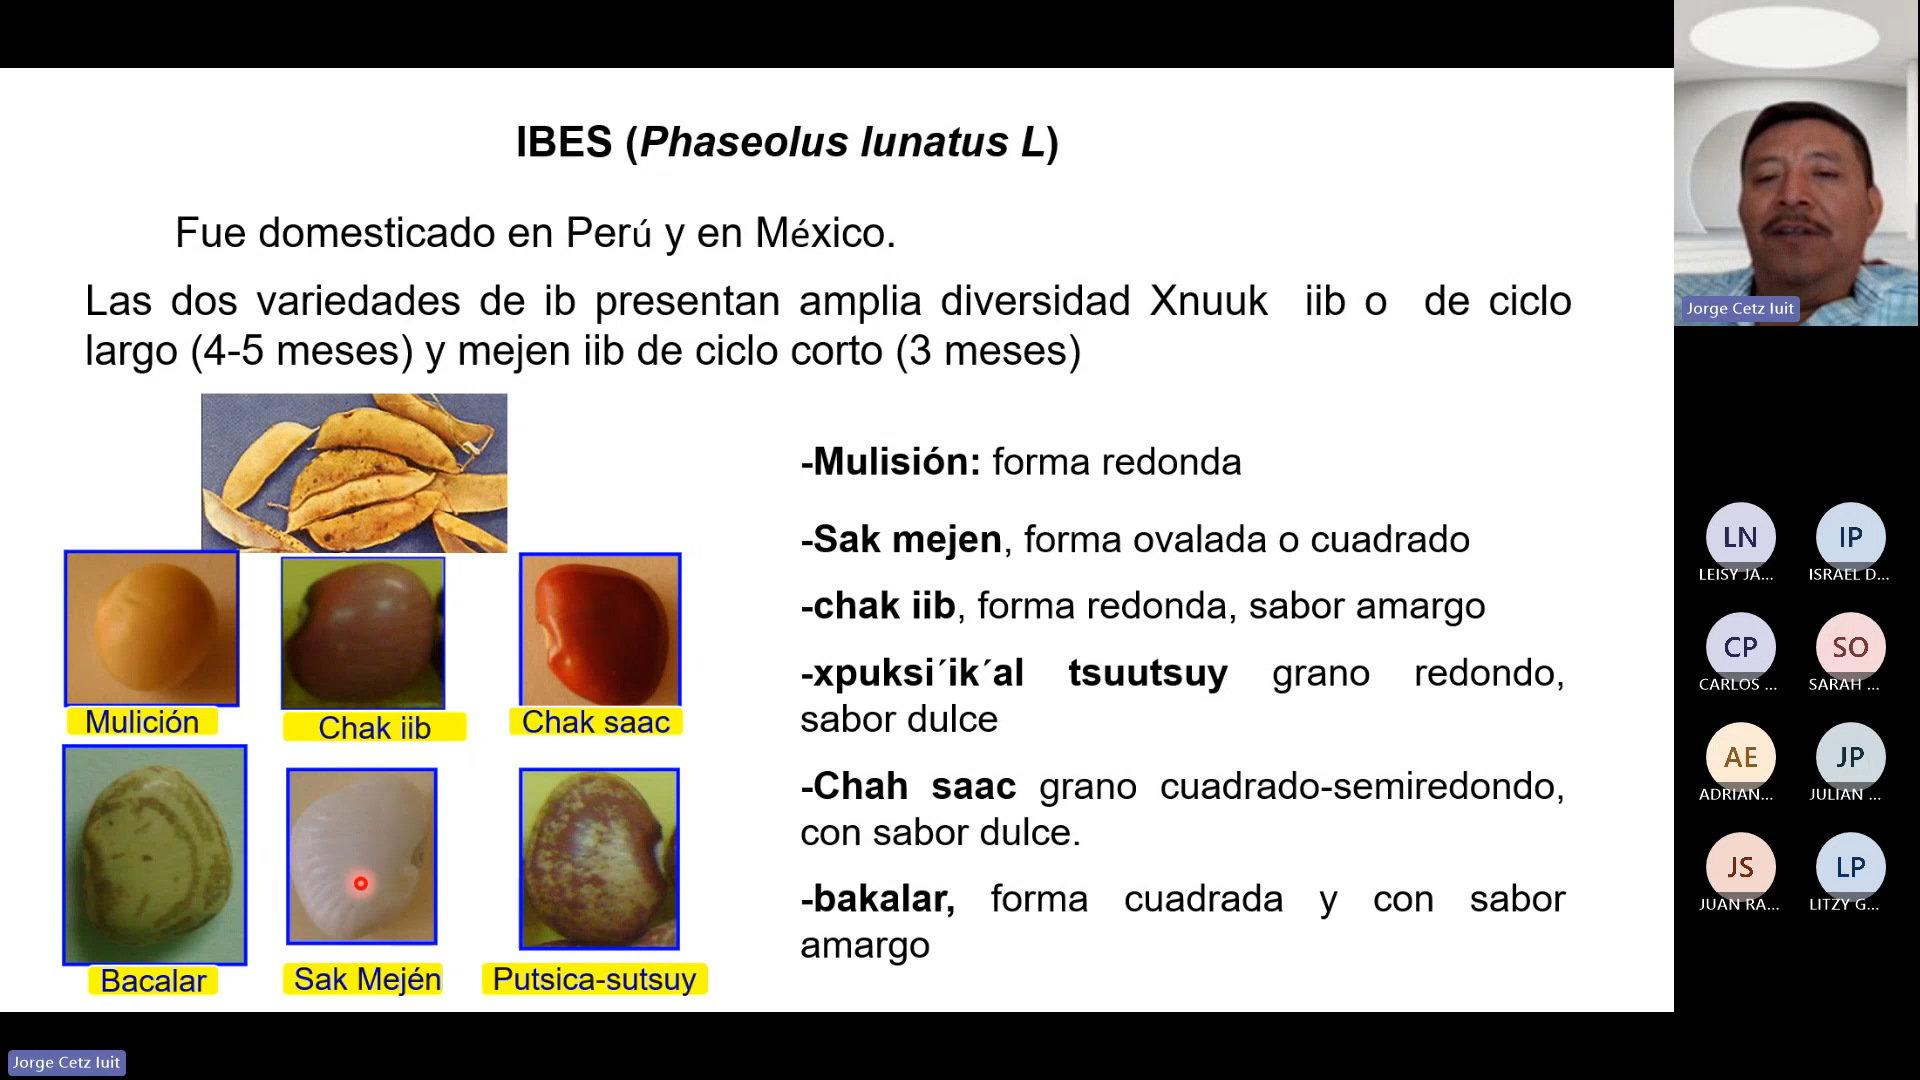 IBES (Phaseolus lunatus L)
Fue domesticado en Perú y en México.
Las dos variedades de ib presentan amplia diversidad Xnuuk iib o de ciclo
largo (4-5 meses) y mejen iib de ciclo corto (3 meses)
-Mulisión: forma redonda
-Sak mejen, forma ovalada o cuadrado
-chak iib, forma redonda, sabor amargo
-xpuksi´ik´al tsuutsuy grano redondo,
sabor dulce
-Chah saac grano cuadrado-semiredondo,
con sabor dulce.
-bakalar, forma cuadrada y con sabor
amargo
Mulición
Chak iib
Chak saac
Bacalar
Sak Mején
Putsica-sutsuy
Jorge Cetz Iuit
LN
IP
LEISY JA...
ISRAEL D...
CP
SO
CARLOS ...
SARAH ...
AE
JP
ADRIAN...
JULIAN ...
JS
LP
JUAN RA...
LITZY G...
Jorge Cetz Iuit